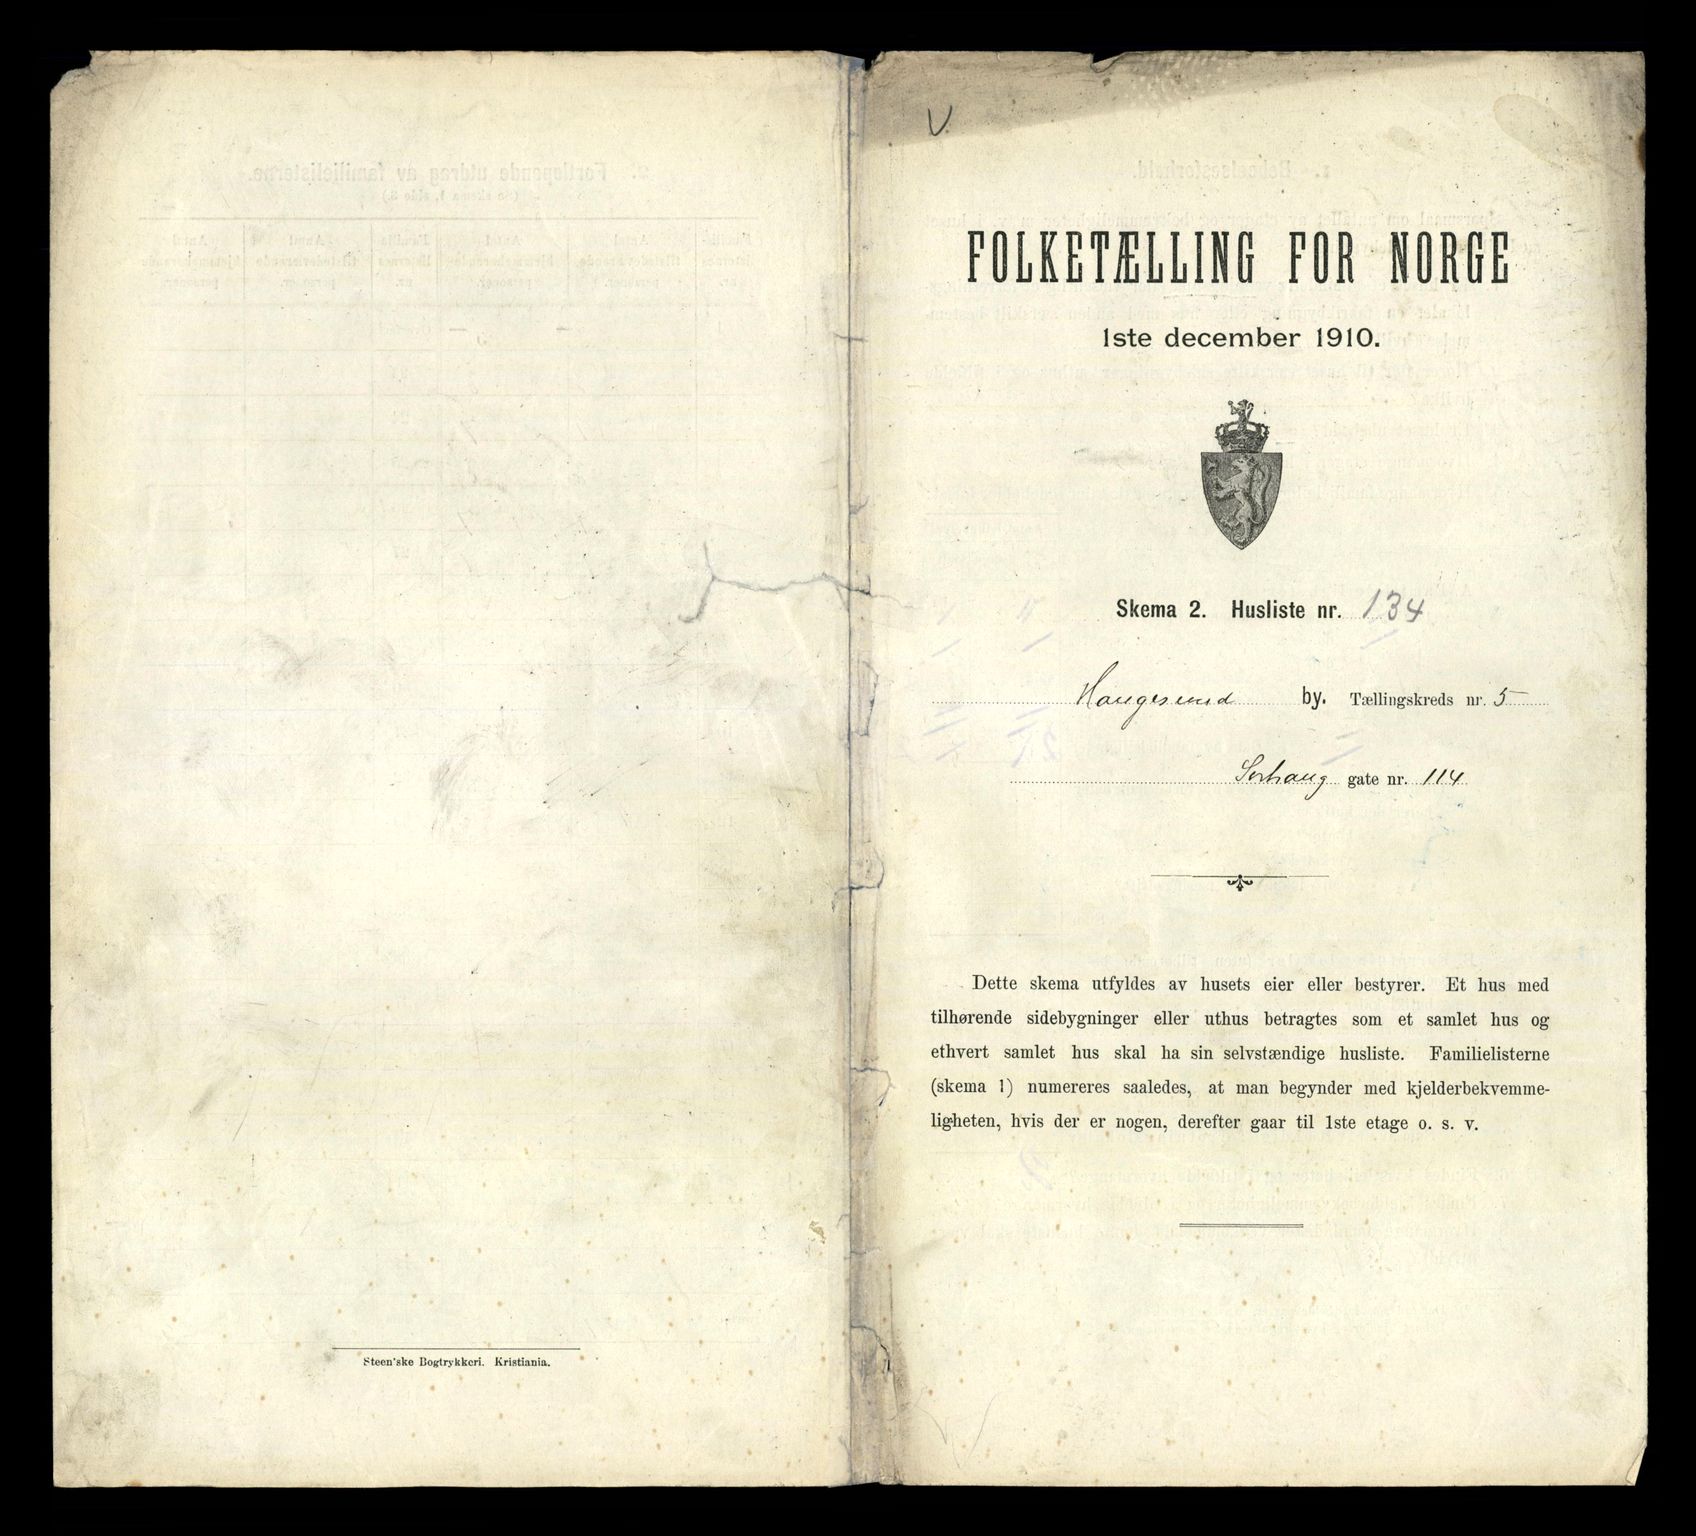 V.
FOLKETÆLLING FOR NORGE
1ste december 1910.
Skema 2. Husliste nr. 134
Haugesund by. Tællingskreds nr. 5
Sørhaug gate nr. 114
Dette skema utfyldes av husets eier eller bestyrer. Et hus med
tilhørende sidebygninger eller uthus betragtes som et samlet hus og
ethvert samlet hus skal ha sin selvstændige husliste. Familielisterne
(skema 1) numereres saaledes, at man begynder med kjelderbekvemme-
ligheten, hvis der er nogen, derefter gaar til 1ste etage o. s. v.
Steen'ske Bogtrykkeri. Kristiania.